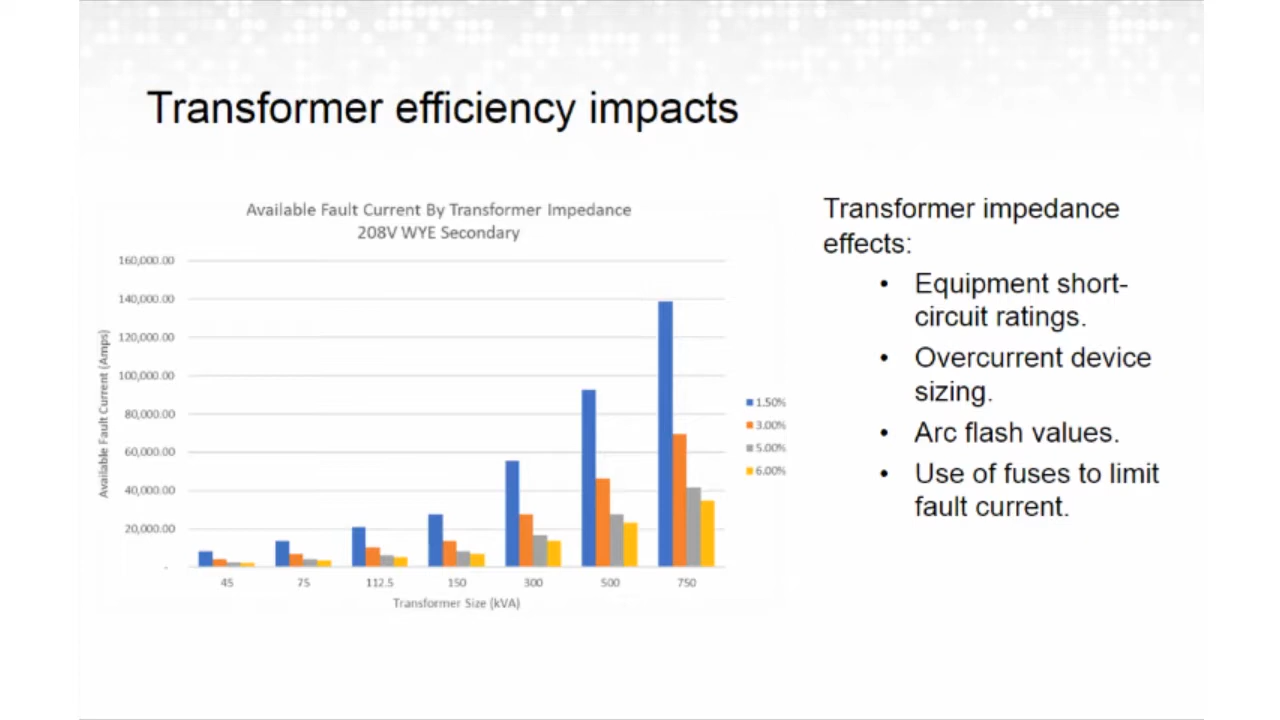 Transformer efficiency impacts
Available Fault Current By Transformer Impedance
208V WYE Secondary
160,000.00
140,000.00
120,000.00
100,000.00
80,000.00
60,000.00
40,000.00
20,000.00
-
Available Fault Current (Amps)
45 75 112.5 150 300 500 750
Transformer Size (kVA)
1.50%
3.00%
5.00%
6.00%
Transformer impedance
effects:
• Equipment short-
circuit ratings.
• Overcurrent device
sizing.
• Arc flash values.
• Use of fuses to limit
fault current.